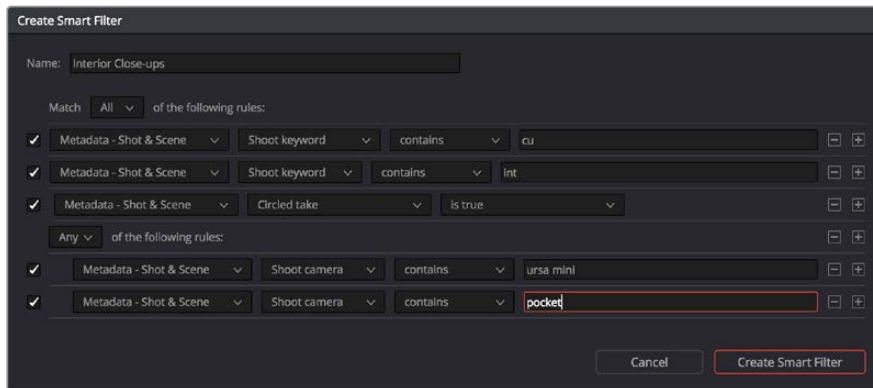 Create Smart Filter
Name: Interior Close-ups
Match All of the following rules:
Metadata - Shot & Scene Shoot keyword contains cu
Metadata - Shot & Scene Shoot keyword contains int
Metadata - Shot & Scene Circled take is true
Any of the following rules:
Metadata - Shot & Scene Shoot camera contains ursa mini
Metadata - Shot & Scene Shoot camera contains pocket
Cancel Create Smart Filter